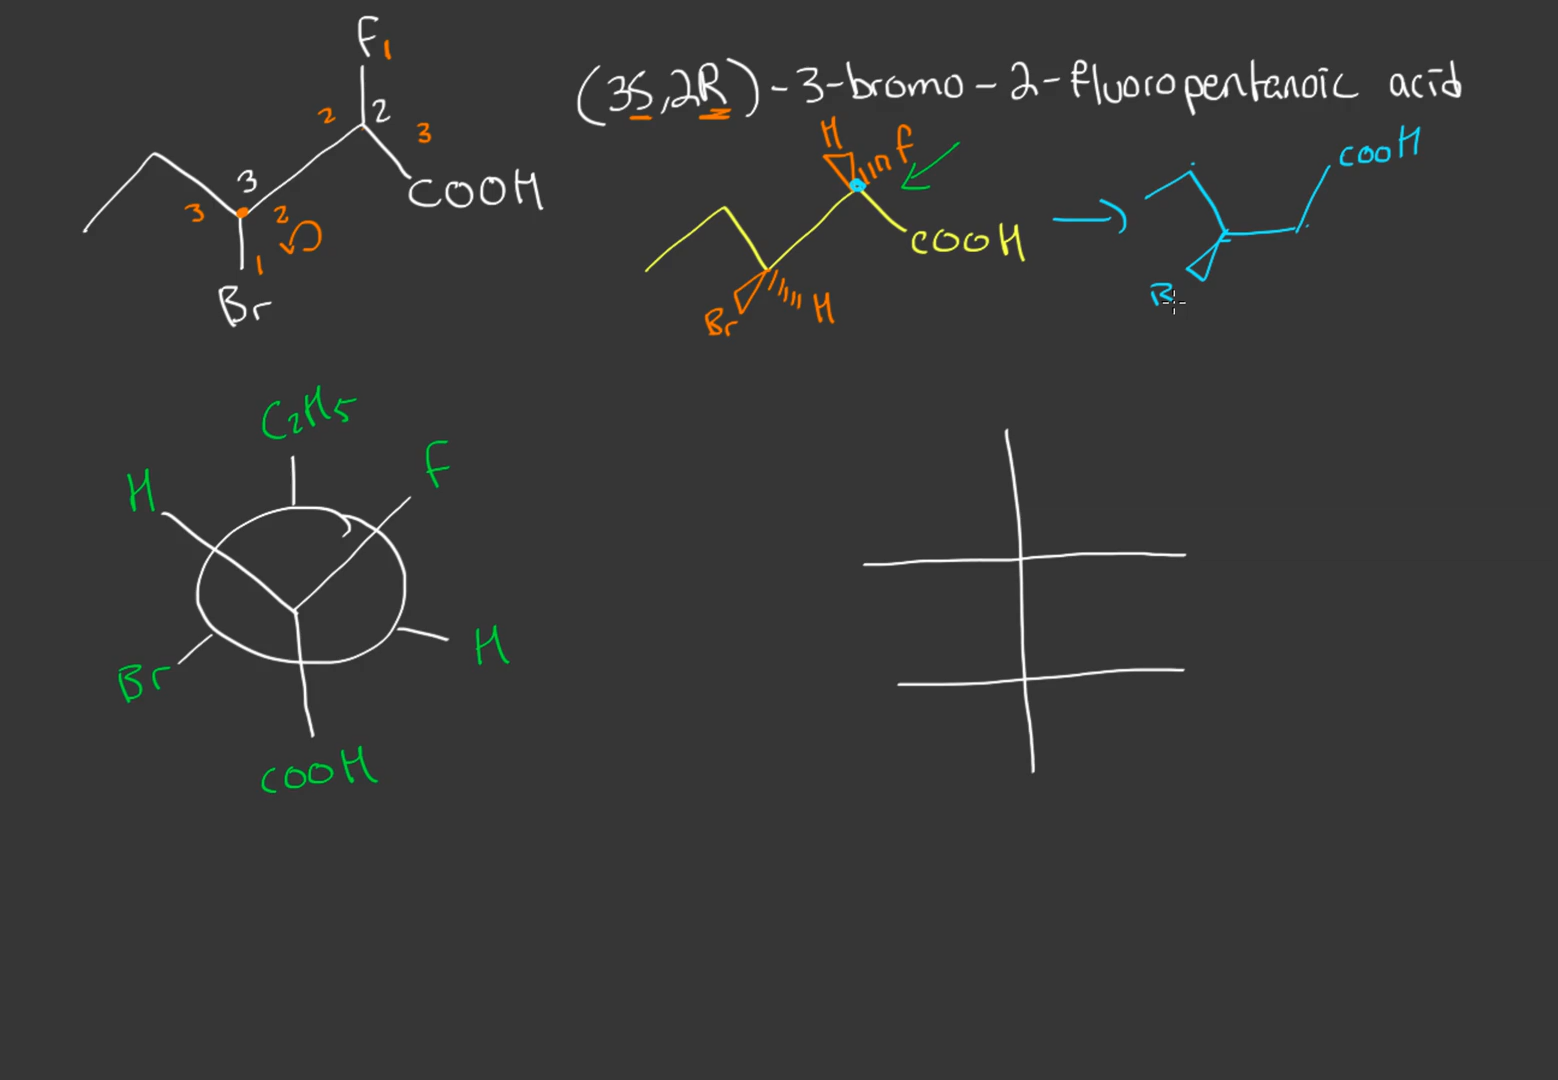 F 1
(3S,2R)-3-bromo-2-fluoropentanoic acid
2 2 3
H F
COOH
3
COOH
3 2
COOH
1
Br
Br H
B
C2H5
F
H
H
Br
COOH